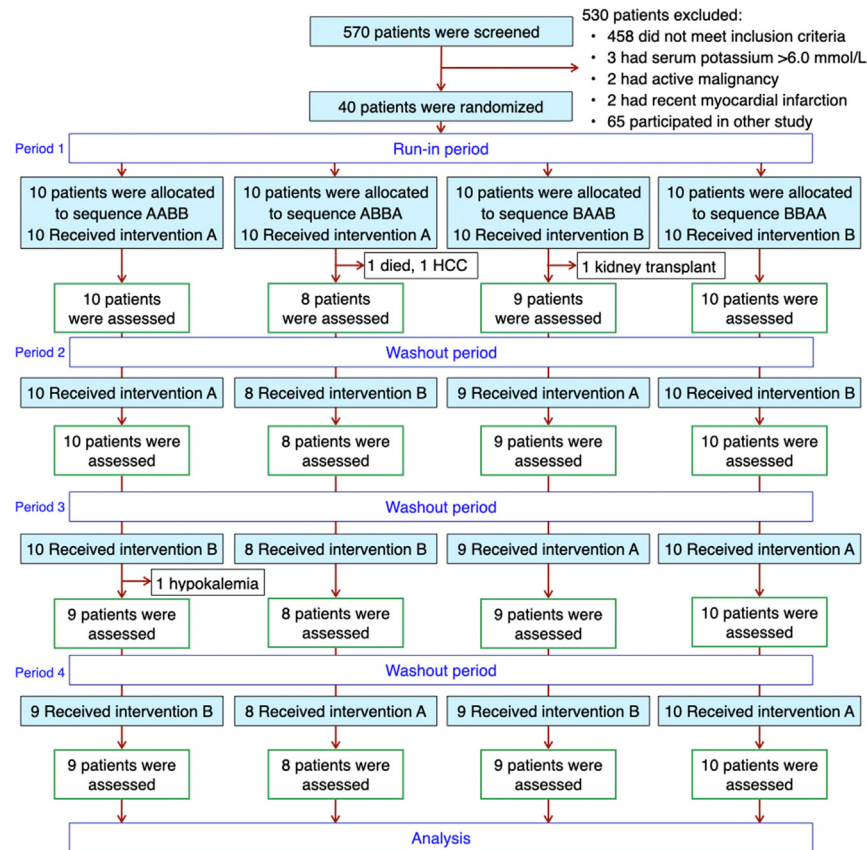 570 patients were screened
530 patients excluded:
• 458 did not meet inclusion criteria
• 3 had serum potassium >6.0 mmol/L
• 2 had active malignancy
• 2 had recent myocardial infarction
• 65 participated in other study
40 patients were randomized
Period 1
Run-in period
10 patients were allocated
to sequence AABB
10 Received intervention A
10 patients were allocated
to sequence ABBA
10 Received intervention A
10 patients were allocated
to sequence BAAB
10 Received intervention B
10 patients were allocated
to sequence BBAA
10 Received intervention B
1 died, 1 HCC
1 kidney transplant
10 patients
were assessed
8 patients
were assessed
9 patients
were assessed
10 patients were
assessed
Period 2
Washout period
10 Received intervention A
8 Received intervention B
9 Received intervention A
10 Received intervention B
10 patients were
assessed
8 patients were
assessed
9 patients were
assessed
10 patients were
assessed
Period 3
Washout period
10 Received intervention B
8 Received intervention B
9 Received intervention A
10 Received intervention A
1 hypokalemia
9 patients were
assessed
8 patients were
assessed
9 patients were
assessed
10 patients were
assessed
Period 4
Washout period
9 Received intervention B
8 Received intervention A
9 Received intervention B
10 Received intervention A
9 patients were
assessed
8 patients were
assessed
9 patients were
assessed
10 patients were
assessed
Analysis